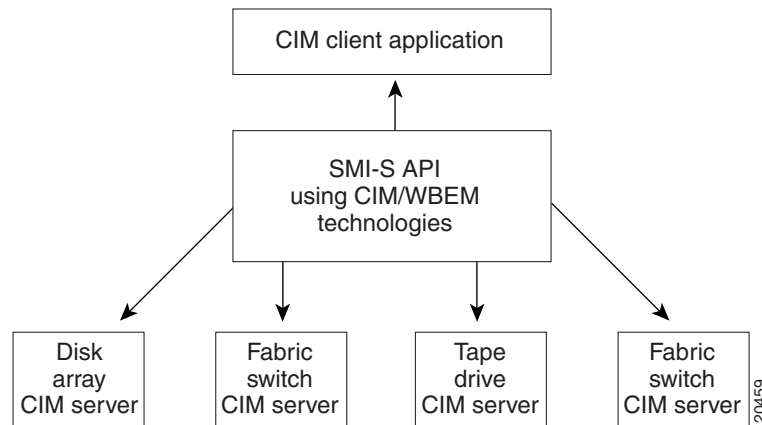 CIM client application
SMI-S API
using CIM/WBEM
technologies
Disk
array
CIM server
Fabric
switch
CIM server
Tape
drive
CIM server
Fabric
switch
CIM server
20459